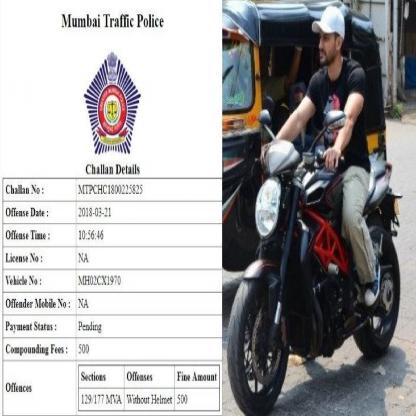 Mumbai Traffic Police
Challan Details
Challan No : MTPCHC1800225825
Offense Date : 2018-03-21
Offense Time : 10:56:46
License No : NA
Vehicle No : MH02CX1970
Offender Mobile No : NA
Payment Status : Pending
Compounding Fees : 500
Offences
Sections Offenses Fine Amount
129/177 MVA Without Helmet 500